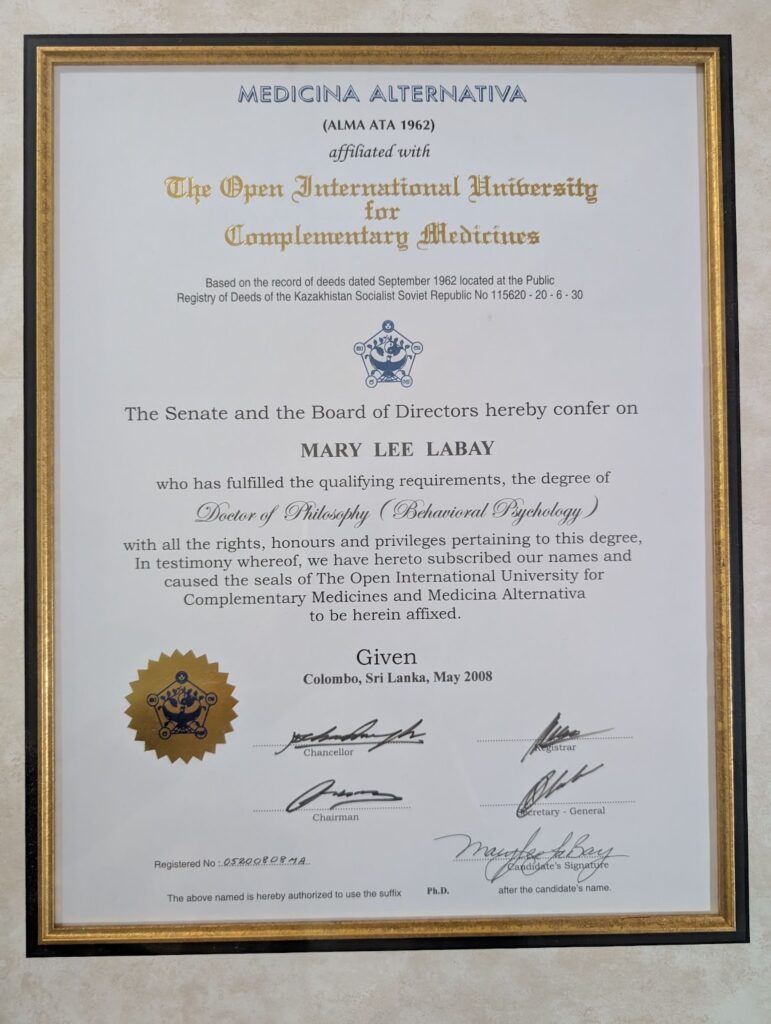 MEDICINA ALTERNATIVA
(ALMA ATA 1962)
affiliated with
The Open International University
for
Complementary Medicines
Based on the record of deeds dated September 1962 located at the Public
Registry of Deeds of the Kazakhistan Socialist Soviet Republic No 115620 - 20 - 6 - 30
The Senate and the Board of Directors hereby confer on
MARY LEE LABAY
who has fulfilled the qualifying requirements, the degree of
Doctor of Philosophy ( Behavioral Psychology )
with all the rights, honours and privileges pertaining to this degree,
In testimony whereof, we have hereto subscribed our names and
caused the seals of The Open International University for
Complementary Medicines and Medicina Alternativa
to be herein affixed.
Given
Colombo, Sri Lanka, May 2008
Chancellor
Registrar
Chairman
Secretary - General
Mary Lee LaBay
Candidate's Signature
Registered No : 05200808MA
The above named is hereby authorized to use the suffix Ph.D. after the candidate's name.